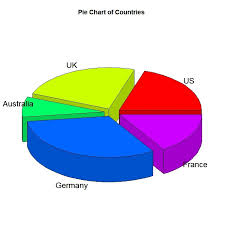 Pie Chart of Countries
UK
US
Australia
France
Germany